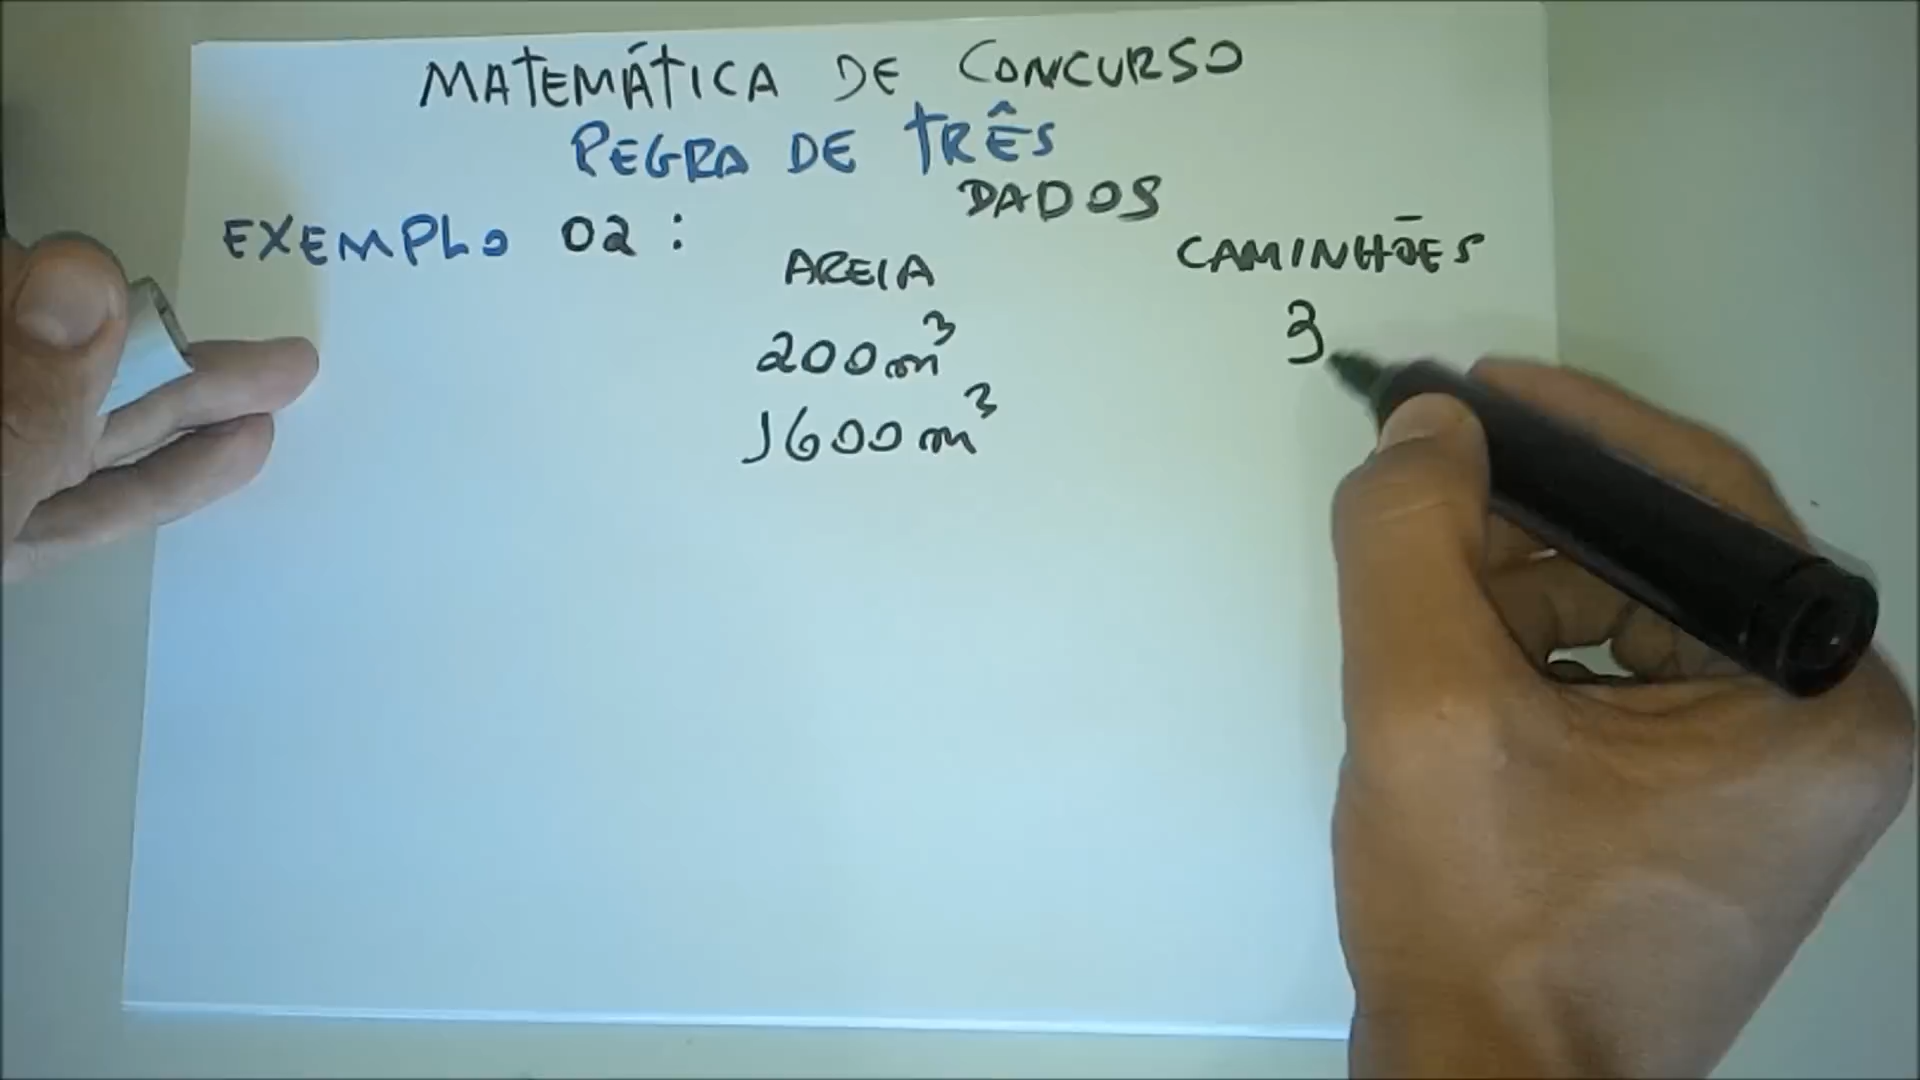 MATEMÁTICA DE CONCURSO
REGRA DE TRÊS
DADOS
EXEMPLO 02:
AREIA CAMINHÕES
200m³ 3
1600m³